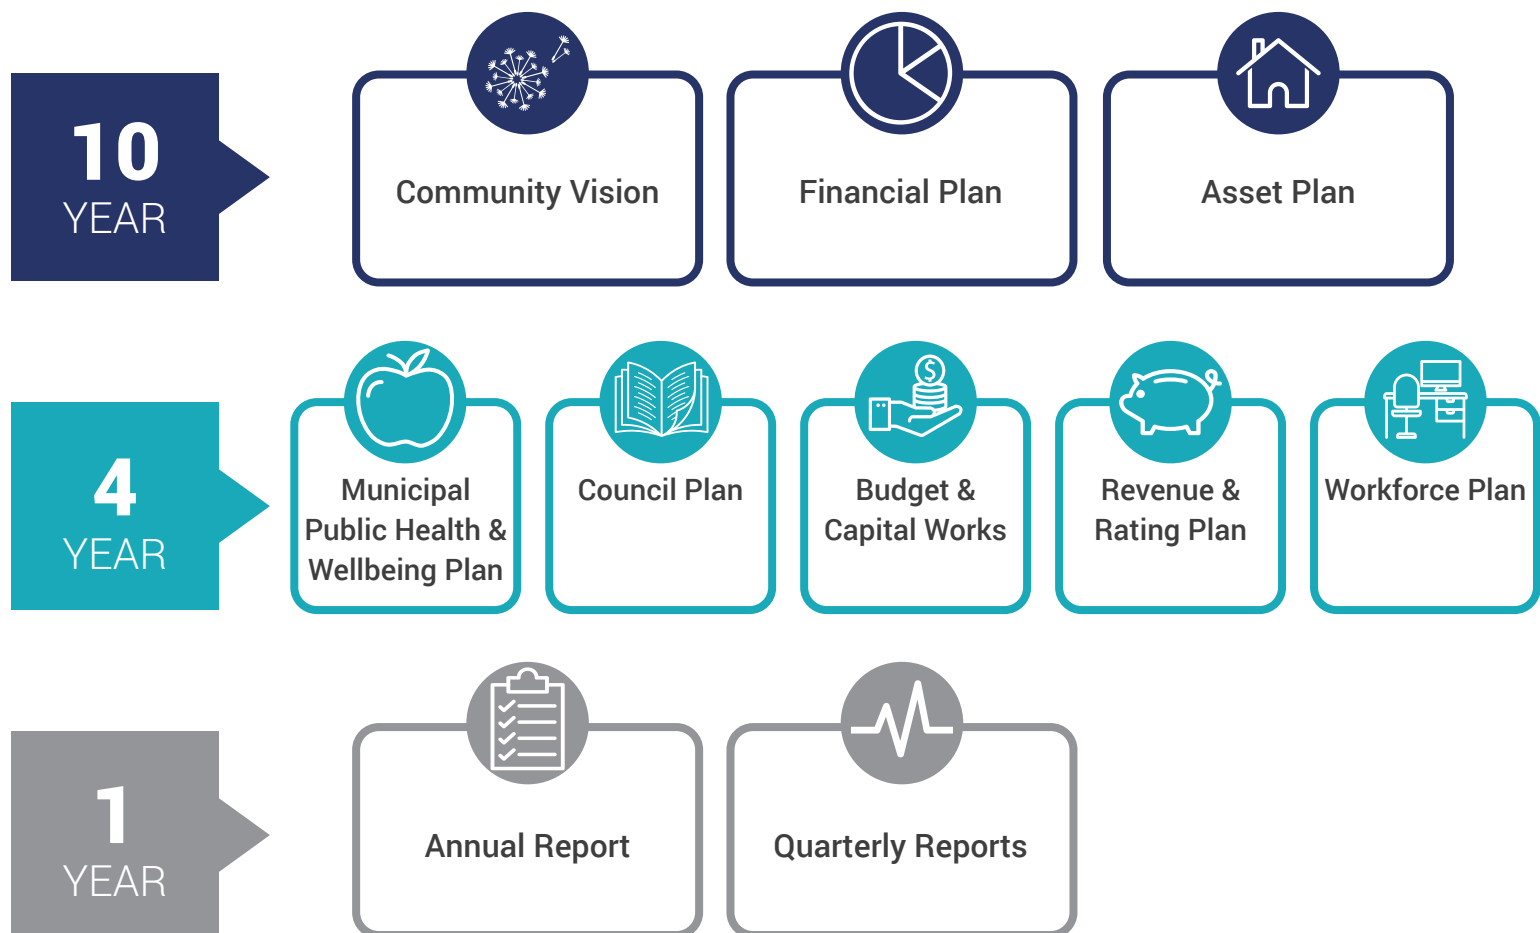 10
YEAR
Community Vision
Financial Plan
Asset Plan
4
YEAR
Municipal
Public Health &
Wellbeing Plan
Council Plan
$
Budget &
Capital Works
Revenue &
Rating Plan
Workforce Plan
1
YEAR
Annual Report
Quarterly Reports